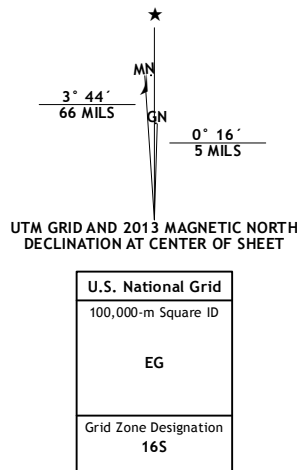 ★
MN
3° 44´
66 MILS
GN
0° 16´
5 MILS
UTM GRID AND 2013 MAGNETIC NORTH
DECLINATION AT CENTER OF SHEET
U.S. National Grid
100,000-m Square ID
EG
Grid Zone Designation
16S